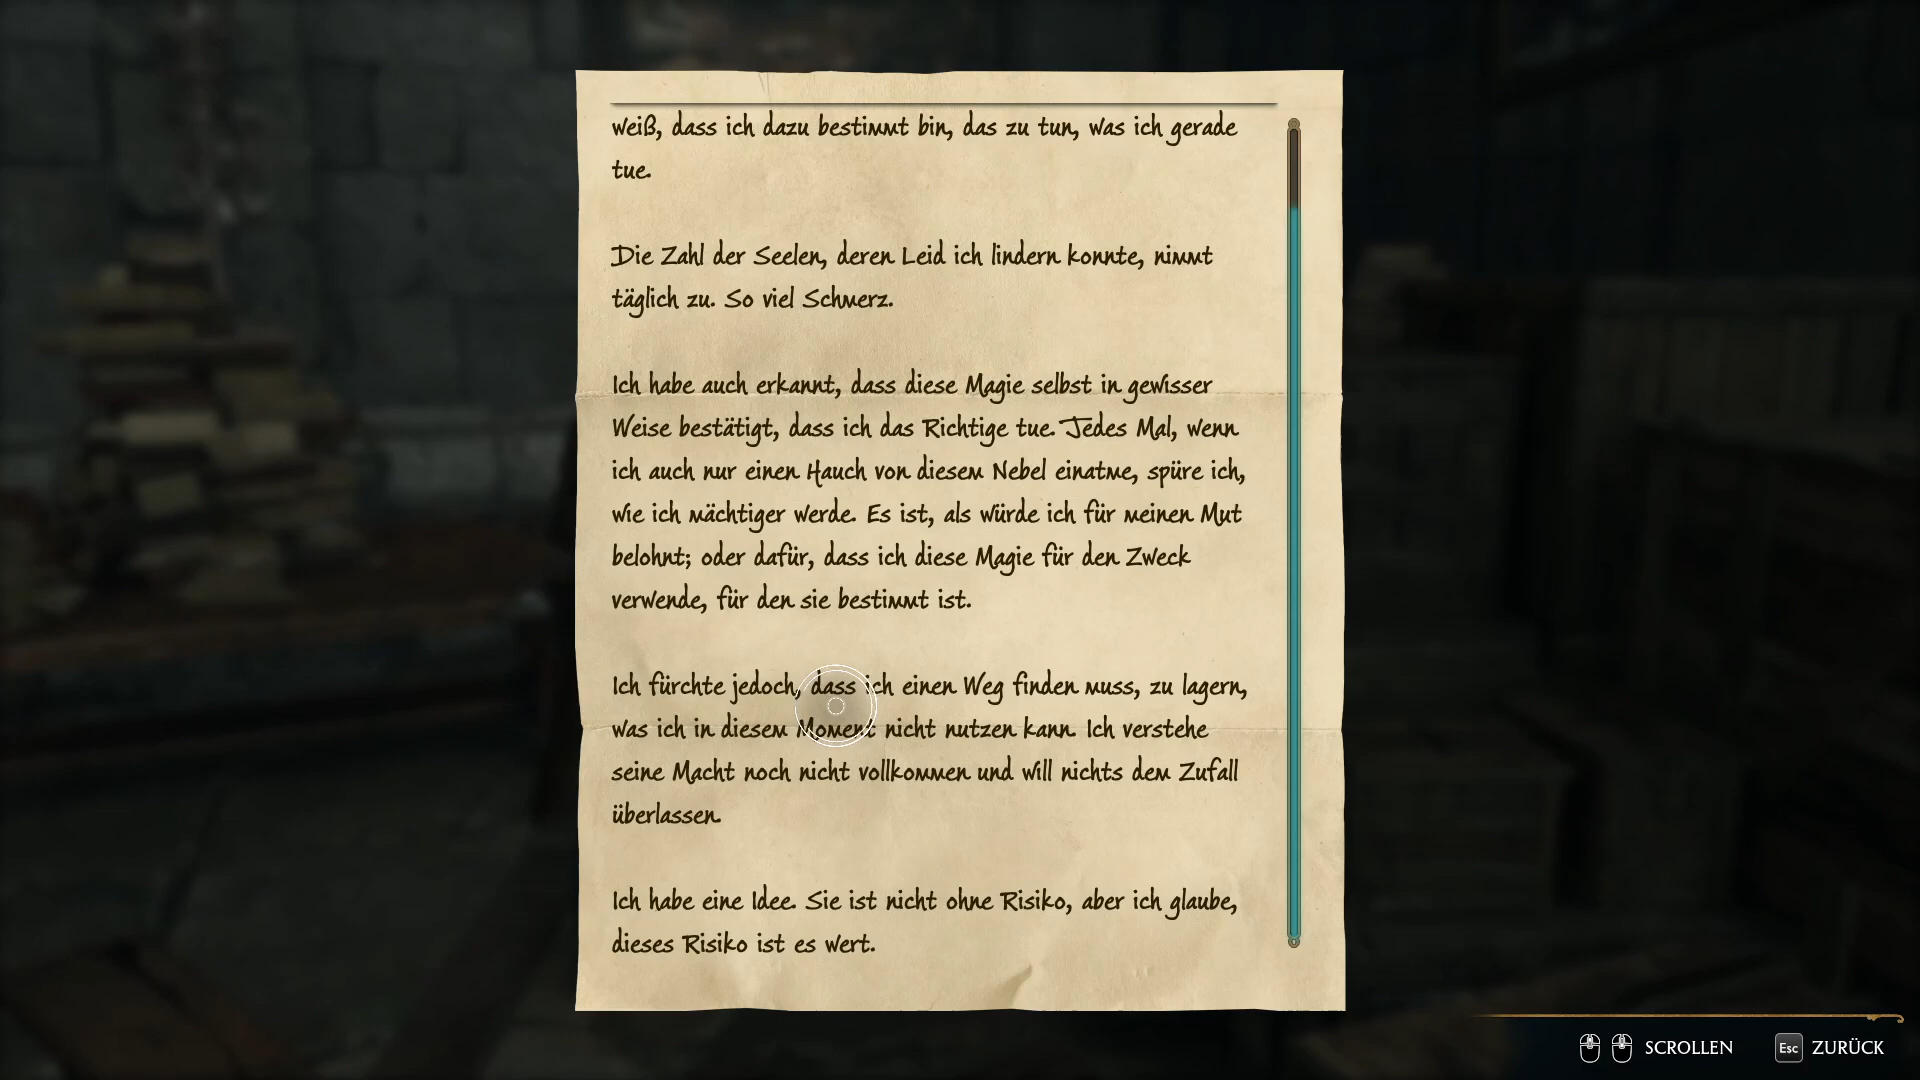 weiß, dass ich dazu bestimmt bin, das zu tun, was ich gerade
tue.
Die Zahl der Seelen, deren Leid ich lindern konnte, nimmt
täglich zu. So viel Schmerz.
Ich habe auch erkannt, dass diese Magie selbst in gewisser
Weise bestätigt, dass ich das Richtige tue. Jedes Mal, wenn
ich auch nur einen Hauch von diesem Nebel einatme, spüre ich,
wie ich mächtiger werde. Es ist, als würde ich für meinen Mut
belohnt; oder dafür, dass ich diese Magie für den Zweck
verwende, für den sie bestimmt ist.
Ich fürchte jedoch, dass ich einen Weg finden muss, zu lagern,
was ich in diesem Moment nicht nutzen kann. Ich verstehe
seine Macht noch nicht vollkommen und will nichts dem Zufall
überlassen.
Ich habe eine Idee. Sie ist nicht ohne Risiko, aber ich glaube,
dieses Risiko ist es wert.
SCROLLEN
Esc ZURÜCK